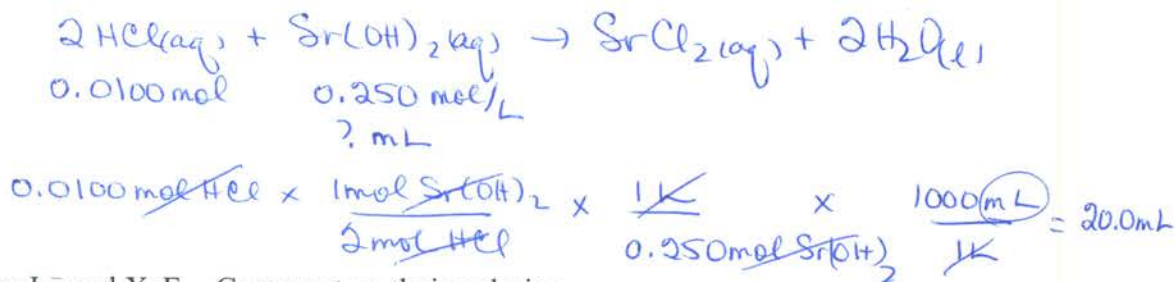 2 HCl(aq) + Sr(OH)2(aq) → SrCl2(aq) + 2H2O(l)
0.0100 mol 0.250 mol/L
? mL
0.0100 mol HCl × 1 mol Sr(OH)2 / 2 mol HCl × 1 L / 0.250 mol Sr(OH)2 × 1000 mL / 1 L = 20.0 mL